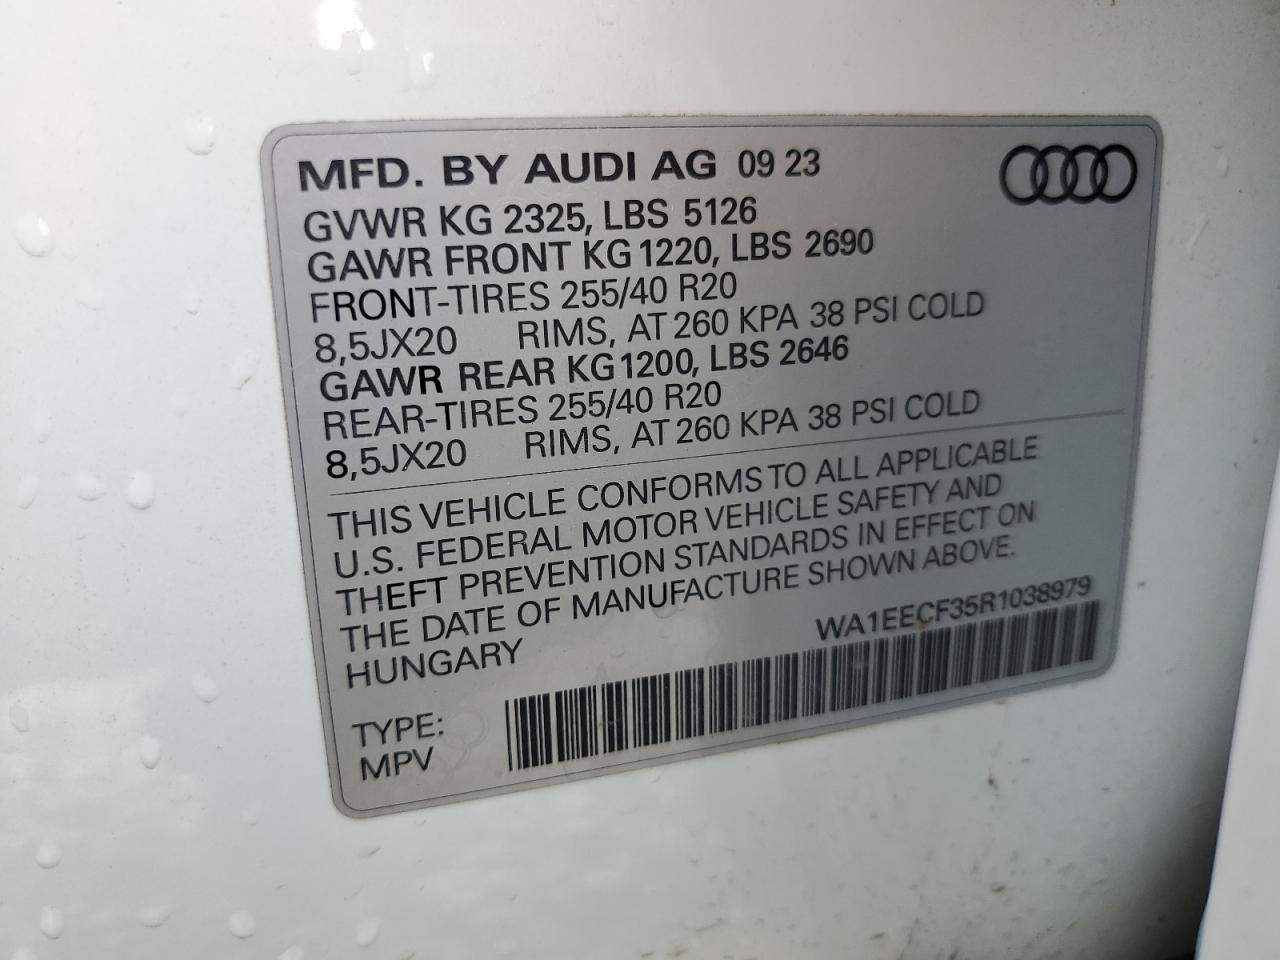 MFD. BY AUDI AG 09 23
GVWR KG 2325, LBS 5126
GAWR FRONT KG 1220, LBS 2690
FRONT-TIRES 255/40 R20
8,5JX20 RIMS, AT 260 KPA 38 PSI COLD
GAWR REAR KG 1200, LBS 2646
REAR-TIRES 255/40 R20
8,5JX20 RIMS, AT 260 KPA 38 PSI COLD
THIS VEHICLE CONFORMS TO ALL APPLICABLE
U.S. FEDERAL MOTOR VEHICLE SAFETY AND
THEFT PREVENTION STANDARDS IN EFFECT ON
THE DATE OF MANUFACTURE SHOWN ABOVE.
HUNGARY
WA1EECF35R1038979
TYPE:
MPV